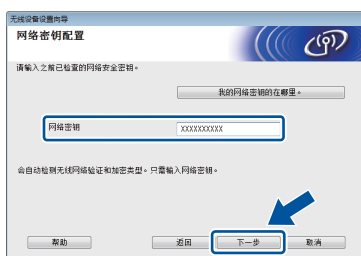 无线设备设置向导
网络密钥配置
请输入之前已检查的网络安全密钥。
我的网络密钥的在哪里。
网络密钥
XXXXXXXXXX
会自动检测无线网络验证和加密类型。只需输入网络密钥。
帮助
返回
下一步
取消